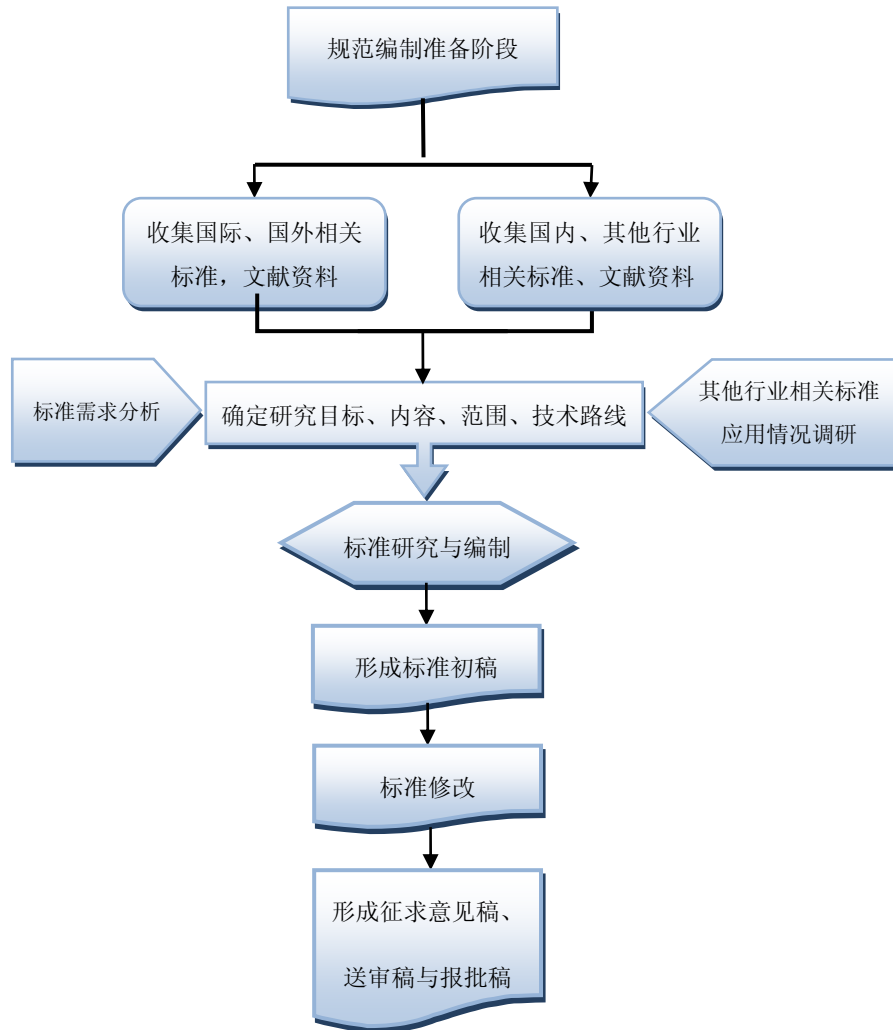 规范编制准备阶段
收集国际、国外相关
标准，文献资料
收集国内、其他行业
相关标准、文献资料
标准需求分析
确定研究目标、内容、范围、技术路线
其他行业相关标准
应用情况调研
标准研究与编制
形成标准初稿
标准修改
形成征求意见稿、
送审稿与报批稿